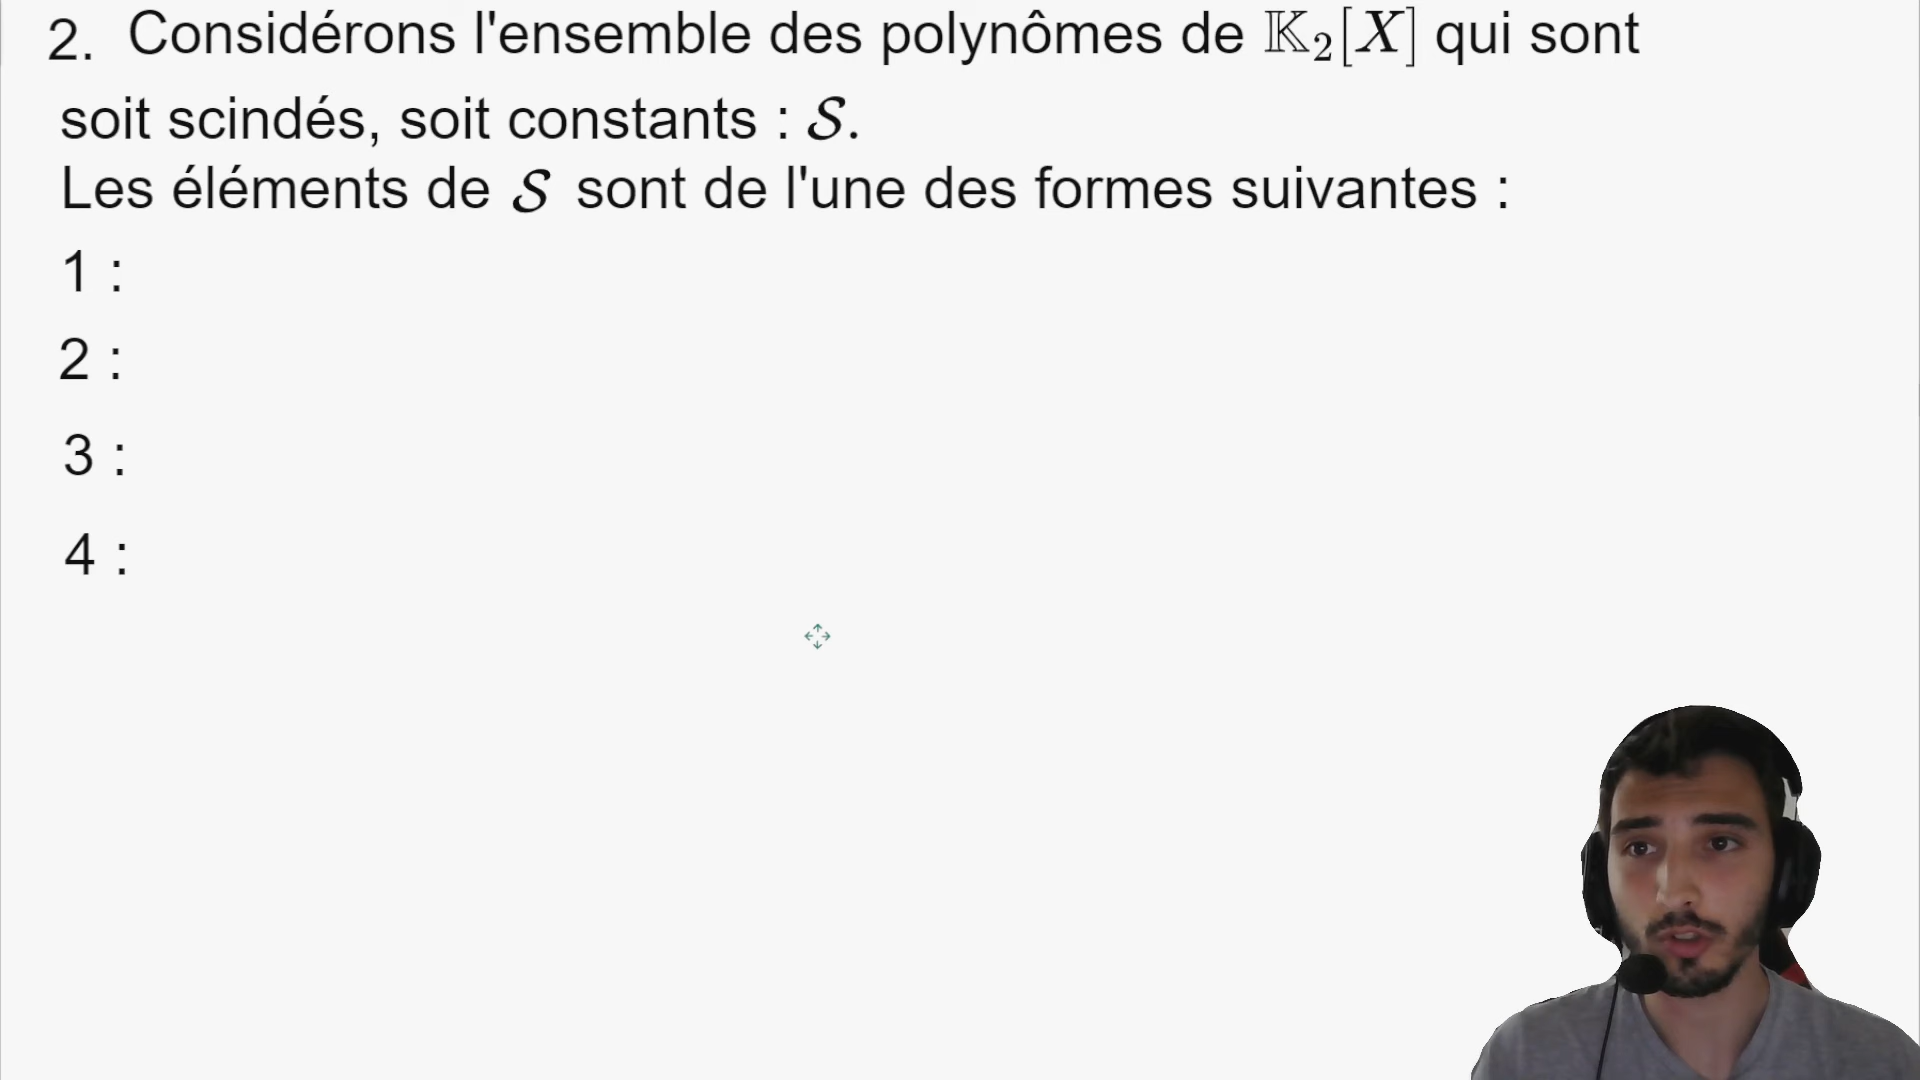 2. Considérons l'ensemble des polynômes de 𝕂₂[X] qui sont
soit scindés, soit constants : 𝒮.
Les éléments de 𝒮 sont de l'une des formes suivantes :
1 :
2 :
3 :
4 :